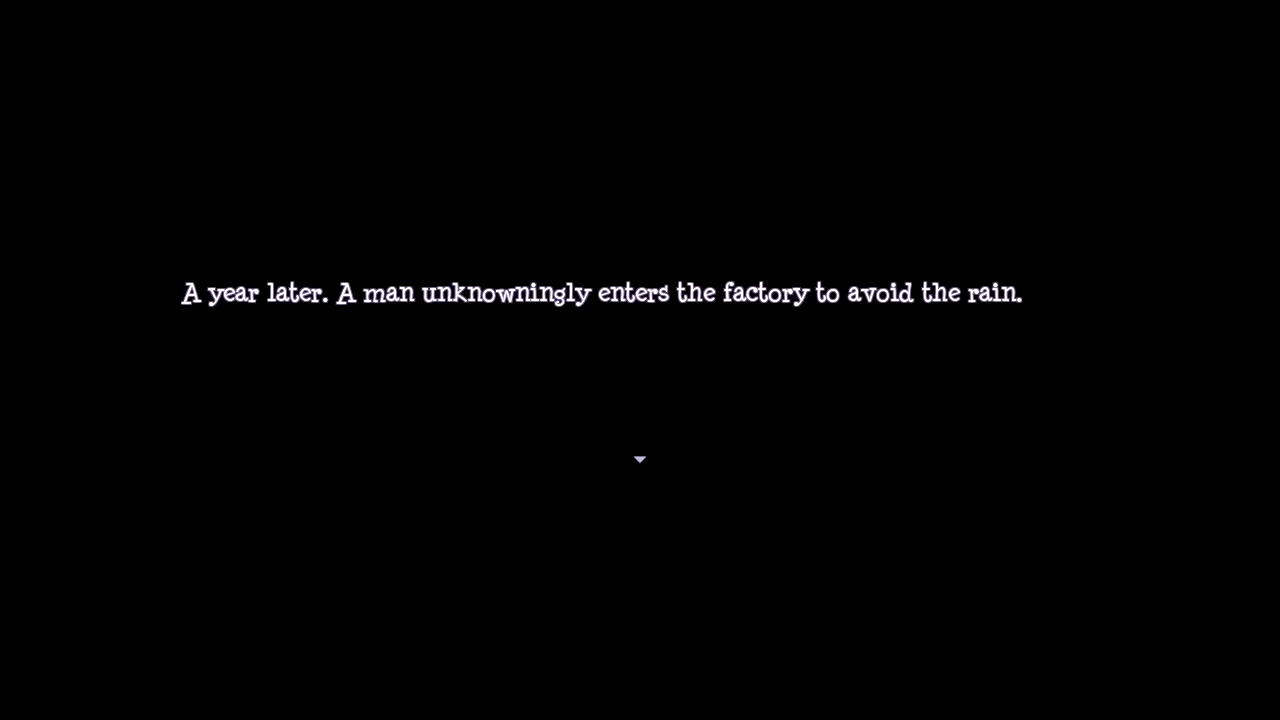 A year later. A man unknowningly enters the factory to avoid the rain.